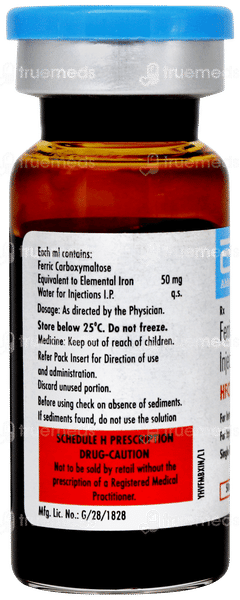 truemeds
Each ml contains:
Ferric Carboxymaltose
Equivalent to Elemental Iron 50 mg
Water for Injections I.P. q.s.
Dosage: As directed by the Physician.
Store below 25°C. Do not freeze.
Medicine: Keep out of reach of children.
Refer Pack Insert for Direction of use
and administration.
Discard unused portion.
Before using check on absence of sediments.
If sediments found, do not use the solution
SCHEDULE H PRESCRIPTION
DRUG-CAUTION
Not to be sold by retail without the
prescription of a Registered Medical
Practitioner.
Mfg. Lic. No.: G/28/1828
Rx